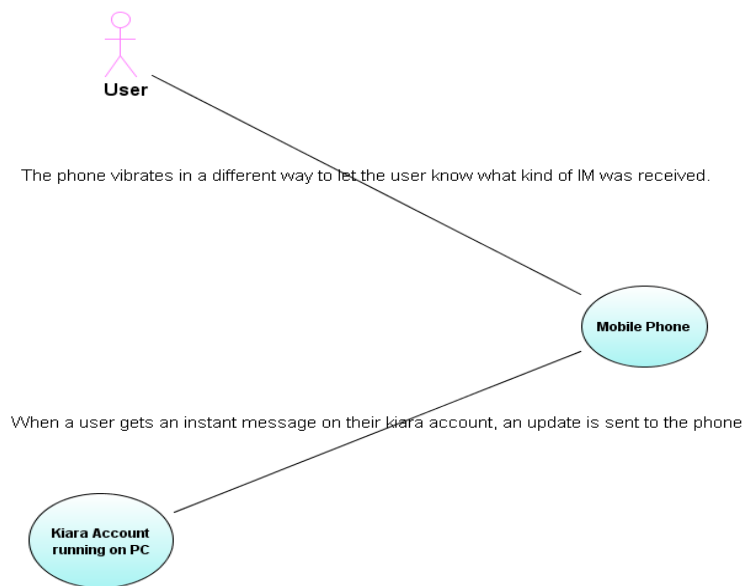 User
The phone vibrates in a different way to let the user know what kind of IM was received.
Mobile Phone
When a user gets an instant message on their kiara account, an update is sent to the phone
Kiara Account
running on PC